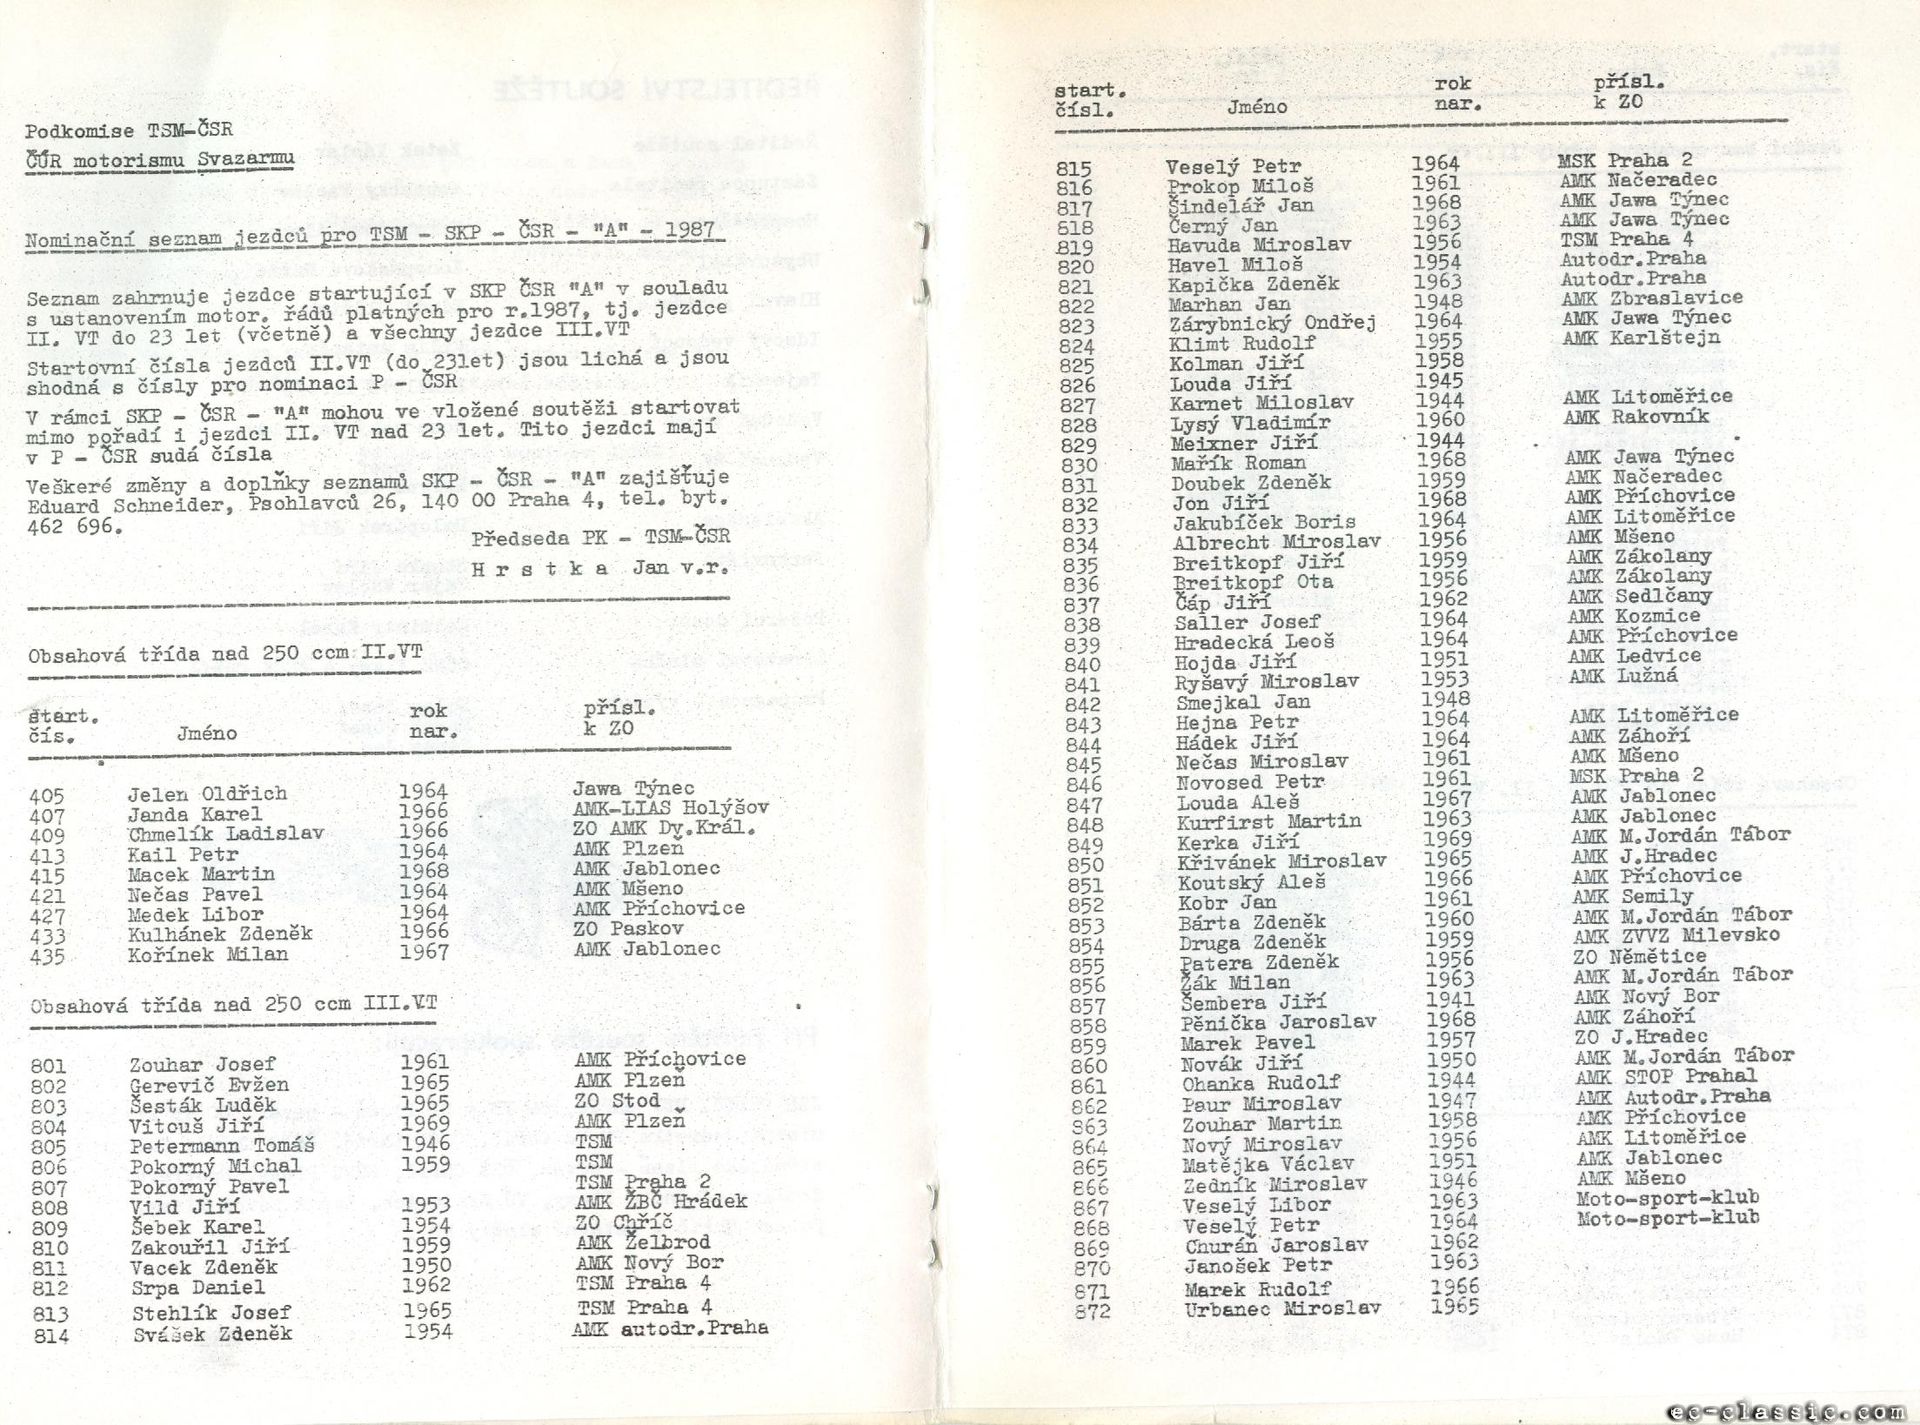 Podkomise TSM-ČSR
ČÚR motorismu Svazarmu
Nominační seznam jezdců pro TSM - SKP - ČSR - "A" - 1987
Seznam zahrnuje jezdce startující v SKP ČSR "A" v souladu
s ustanovením motor. řádů platných pro r.1987, tj. jezdce
II. VT do 23 let (včetně) a všechny jezdce III.VT
Startovní čísla jezdců II.VT (do 23let) jsou lichá a jsou
shodná s čísly pro nominaci P - ČSR
V rámci SKP - ČSR - "A" mohou ve vložené soutěži startovat
mimo pořadí i jezdci II. VT nad 23 let. Tito jezdci mají
v P - ČSR sudá čísla
Veškeré změny a doplňky seznamů SKP - ČSR - "A" zajišťuje
Eduard Schneider, Psohlavců 26, 140 00 Praha 4, tel. byt.
462 696.
Předseda PK - TSM-ČSR
H r s t k a Jan v.r.
Obsahová třída nad 250 ccm II.VT
start. rok přísl.
čís. Jméno nar. k ZO
405 Jelen Oldřich 1964 Jawa Týnec
407 Janda Karel 1966 AMK-LIAS Holýšov
409 Chmelík Ladislav 1966 ZO AMK Dv.Král.
413 Kail Petr 1964 AMK Plzeň
415 Macek Martin 1968 AMK Jablonec
421 Nečas Pavel 1964 AMK Mšeno
427 Medek Libor 1964 AMK Příchovice
433 Kulhánek Zdeněk 1966 ZO Paskov
435 Kořínek Milan 1967 AMK Jablonec
Obsahová třída nad 250 ccm III.VT
801 Zouhar Josef 1961 AMK Příchovice
802 Gerevič Evžen 1965 AMK Plzeň
803 Šesták Luděk 1965 ZO Stod
804 Vitouš Jiří 1969 AMK Plzeň
805 Petermann Tomáš 1946 TSM
806 Pokorný Michal 1959 TSM
807 Pokorný Pavel TSM Praha 2
808 Vild Jiří 1953 AMK ŽBČ Hrádek
809 Šebek Karel 1954 ZO Chříč
810 Zakouřil Jiří 1959 AMK Želbrod
811 Vacek Zdeněk 1950 AMK Nový Bor
812 Srpa Daniel 1962 TSM Praha 4
813 Stehlík Josef 1965 TSM Praha 4
814 Svášek Zdeněk 1954 AMK autodr.Praha
start. rok přísl.
čísl. Jméno nar. k ZO
815 Veselý Petr 1964 MSK Praha 2
816 Prokop Miloš 1961 AMK Načeradec
817 Šindelář Jan 1968 AMK Jawa Týnec
818 Černý Jan 1963 AMK Jawa Týnec
819 Havuda Miroslav 1956 TSM Praha 4
820 Havel Miloš 1954 Autodr.Praha
821 Kapička Zdeněk 1963 Autodr.Praha
822 Marhan Jan 1948 AMK Zbraslavice
823 Zárybnický Ondřej 1964 AMK Jawa Týnec
824 Klimt Rudolf 1955 AMK Karlštejn
825 Kolman Jiří 1958
826 Louda Jiří 1945
827 Karnet Miloslav 1944 AMK Litoměřice
828 Lysý Vladimír 1960 AMK Rakovník
829 Meixner Jiří 1944
830 Mařík Roman 1968 AMK Jawa Týnec
831 Doubek Zdeněk 1959 AMK Načeradec
832 Jon Jiří 1968 AMK Příchovice
833 Jakubíček Boris 1964 AMK Litoměřice
834 Albrecht Miroslav 1956 AMK Mšeno
835 Breitkopf Jiří 1959 AMK Zákolany
836 Breitkopf Ota 1956 AMK Zákolany
837 Čáp Jiří 1962 AMK Sedlčany
838 Saller Josef 1964 AMK Kozmice
839 Hradecká Leoš 1964 AMK Příchovice
840 Hojda Jiří 1951 AMK Ledvice
841 Ryšavý Miroslav 1953 AMK Lužná
842 Smejkal Jan 1948
843 Hejna Petr 1964 AMK Litoměřice
844 Hádek Jiří 1964 AMK Záhoří
845 Nečas Miroslav 1961 AMK Mšeno
846 Novosed Petr 1961 MSK Praha 2
847 Louda Aleš 1967 AMK Jablonec
848 Kurfirst Martin 1963 AMK Jablonec
849 Kerka Jiří 1969 AMK M.Jordán Tábor
850 Křivánek Miroslav 1965 AMK J.Hradec
851 Koutský Aleš 1966 AMK Příchovice
852 Kobr Jan 1961 AMK Semily
853 Bárta Zdeněk 1960 AMK M.Jordán Tábor
854 Druga Zdeněk 1959 AMK ZVVZ Milevsko
855 Patera Zdeněk 1956 ZO Němětice
856 Žák Milan 1963 AMK M.Jordán Tábor
857 Šembera Jiří 1941 AMK Nový Bor
858 Pěnička Jaroslav 1968 AMK Záhoří
859 Marek Pavel 1957 ZO J.Hradec
860 Novák Jiří 1950 AMK M.Jordán Tábor
861 Ohanka Rudolf 1944 AMK STOP Praha1
862 Paur Miroslav 1947 AMK Autodr.Praha
863 Zouhar Martin 1958 AMK Příchovice
864 Nový Miroslav 1956 AMK Litoměřice
865 Matějka Václav 1951 AMK Jablonec
866 Zedník Miroslav 1946 AMK Mšeno
867 Veselý Libor 1963 Moto-sport-klub
868 Veselý Petr 1964 Moto-sport-klub
869 Churáň Jaroslav 1962
870 Janošek Petr 1963
871 Marek Rudolf 1966
872 Urbanec Miroslav 1965
ec-classic.com